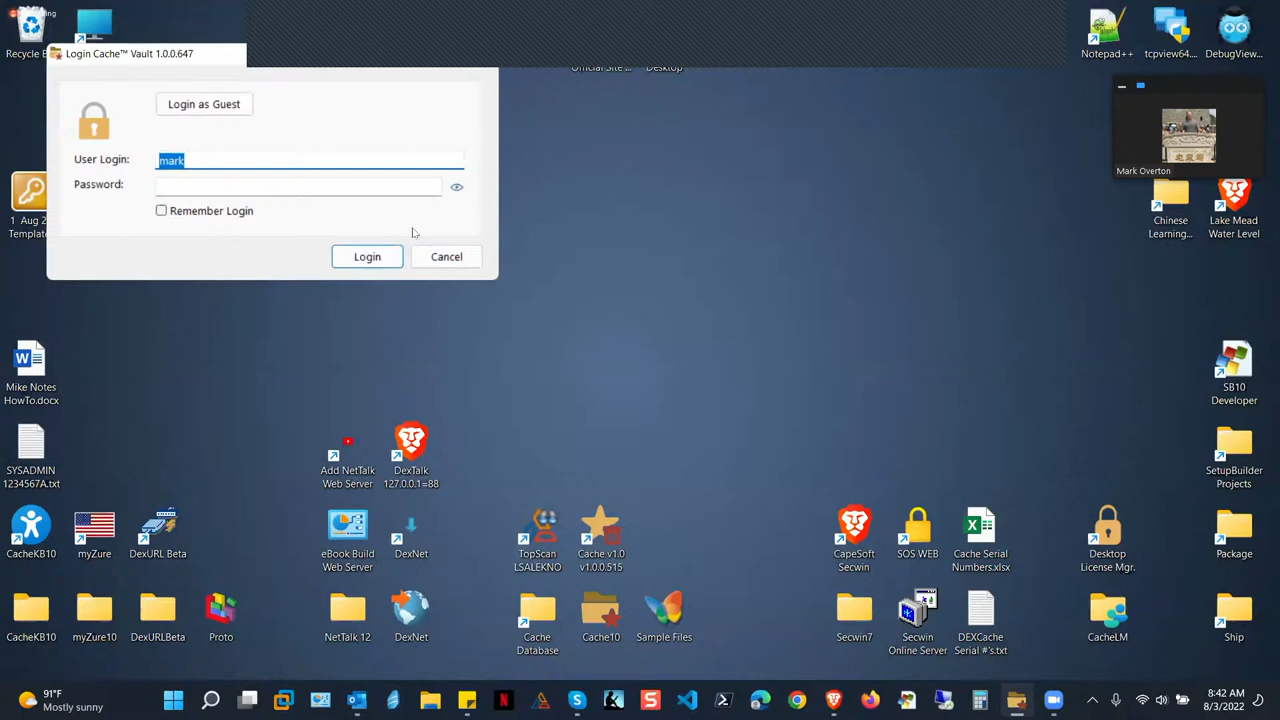 Recycle B
Login Cache™ Vault 1.0.0.647
Login as Guest
User Login:
mark
Password:
Remember Login
Login
Cancel
Desktop
Notepad++
tcpview64....
DebugView...
Mark Overton
1 Aug 2
Template
Chinese
Learning...
Lake Mead
Water Level
Mike Notes
HowTo.docx
SB10
Developer
SYSADMIN
1234567A.txt
Add NetTalk
Web Server
DexTalk
127.0.0.1=88
SetupBuilder
Projects
CacheKB10
myZure
DexURL Beta
eBook Build
Web Server
DexNet
TopScan
LSALEKNO
Cache v1.0
v1.0.0.515
CapeSoft
Secwin
SOS WEB
Cache Serial
Numbers.xlsx
Desktop
License Mgr.
Package
CacheKB10
myZure10
DexURLBeta
Proto
NetTalk 12
DexNet
Cache
Database
Cache10
Sample Files
Secwin7
Secwin
Online Server
DEXCache
Serial #'s.txt
CacheLM
Ship
91°F
Mostly sunny
8:42 AM
8/3/2022